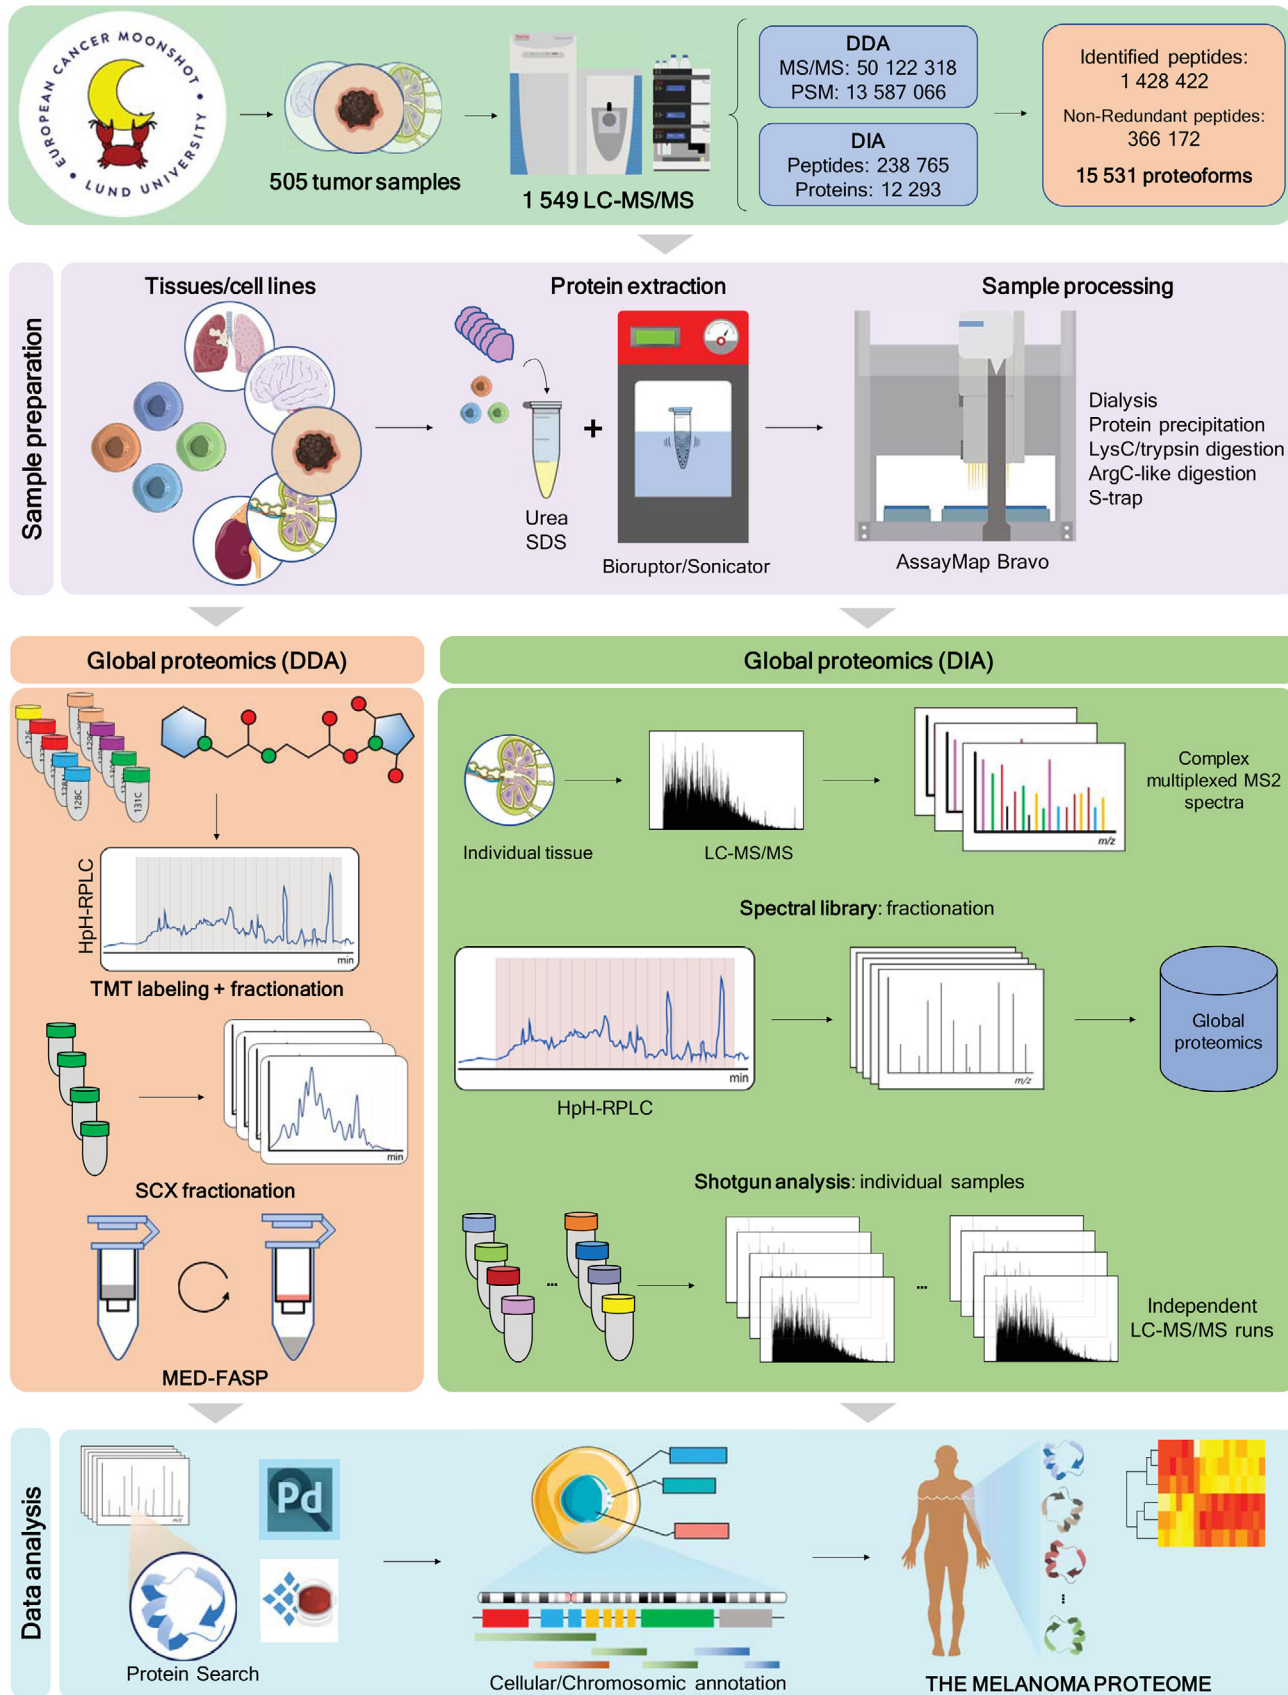 EUROPEAN CANCER MOONSHOT
LUND UNIVERSITY
505 tumor samples
1 549 LC-MS/MS
DDA
MS/MS: 50 122 318
PSM: 13 587 066
DIA
Peptides: 238 765
Proteins: 12 293
Identified peptides:
1 428 422
Non-Redundant peptides:
366 172
15 531 proteoforms
Sample preparation
Tissues/cell lines
Protein extraction
Urea
SDS
+
Bioruptor/Sonicator
Sample processing
AssayMap Bravo
Dialysis
Protein precipitation
LysC/trypsin digestion
ArgC-like digestion
S-trap
Global proteomics (DDA)
128C
131C
HpH-RPLC
min
TMT labeling + fractionation
min
SCX fractionation
MED-FASP
Global proteomics (DIA)
Individual tissue
LC-MS/MS
m/z
Complex
multiplexed MS2
spectra
Spectral library: fractionation
min
HpH-RPLC
m/z
Global
proteomics
Shotgun analysis: individual samples
...
...
Independent
LC-MS/MS runs
Data analysis
m/z
Protein Search
Pd
Cellular/Chromosomic annotation
...
THE MELANOMA PROTEOME